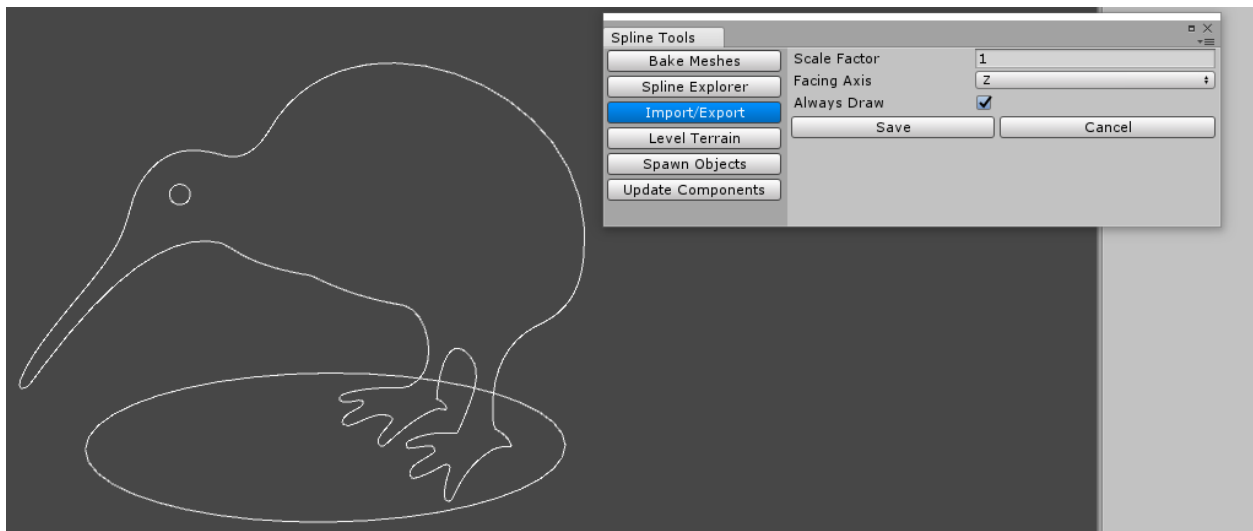 Spline Tools
Bake Meshes
Spline Explorer
Import/Export
Level Terrain
Spawn Objects
Update Components
Scale Factor 1
Facing Axis Z
Always Draw
Save Cancel